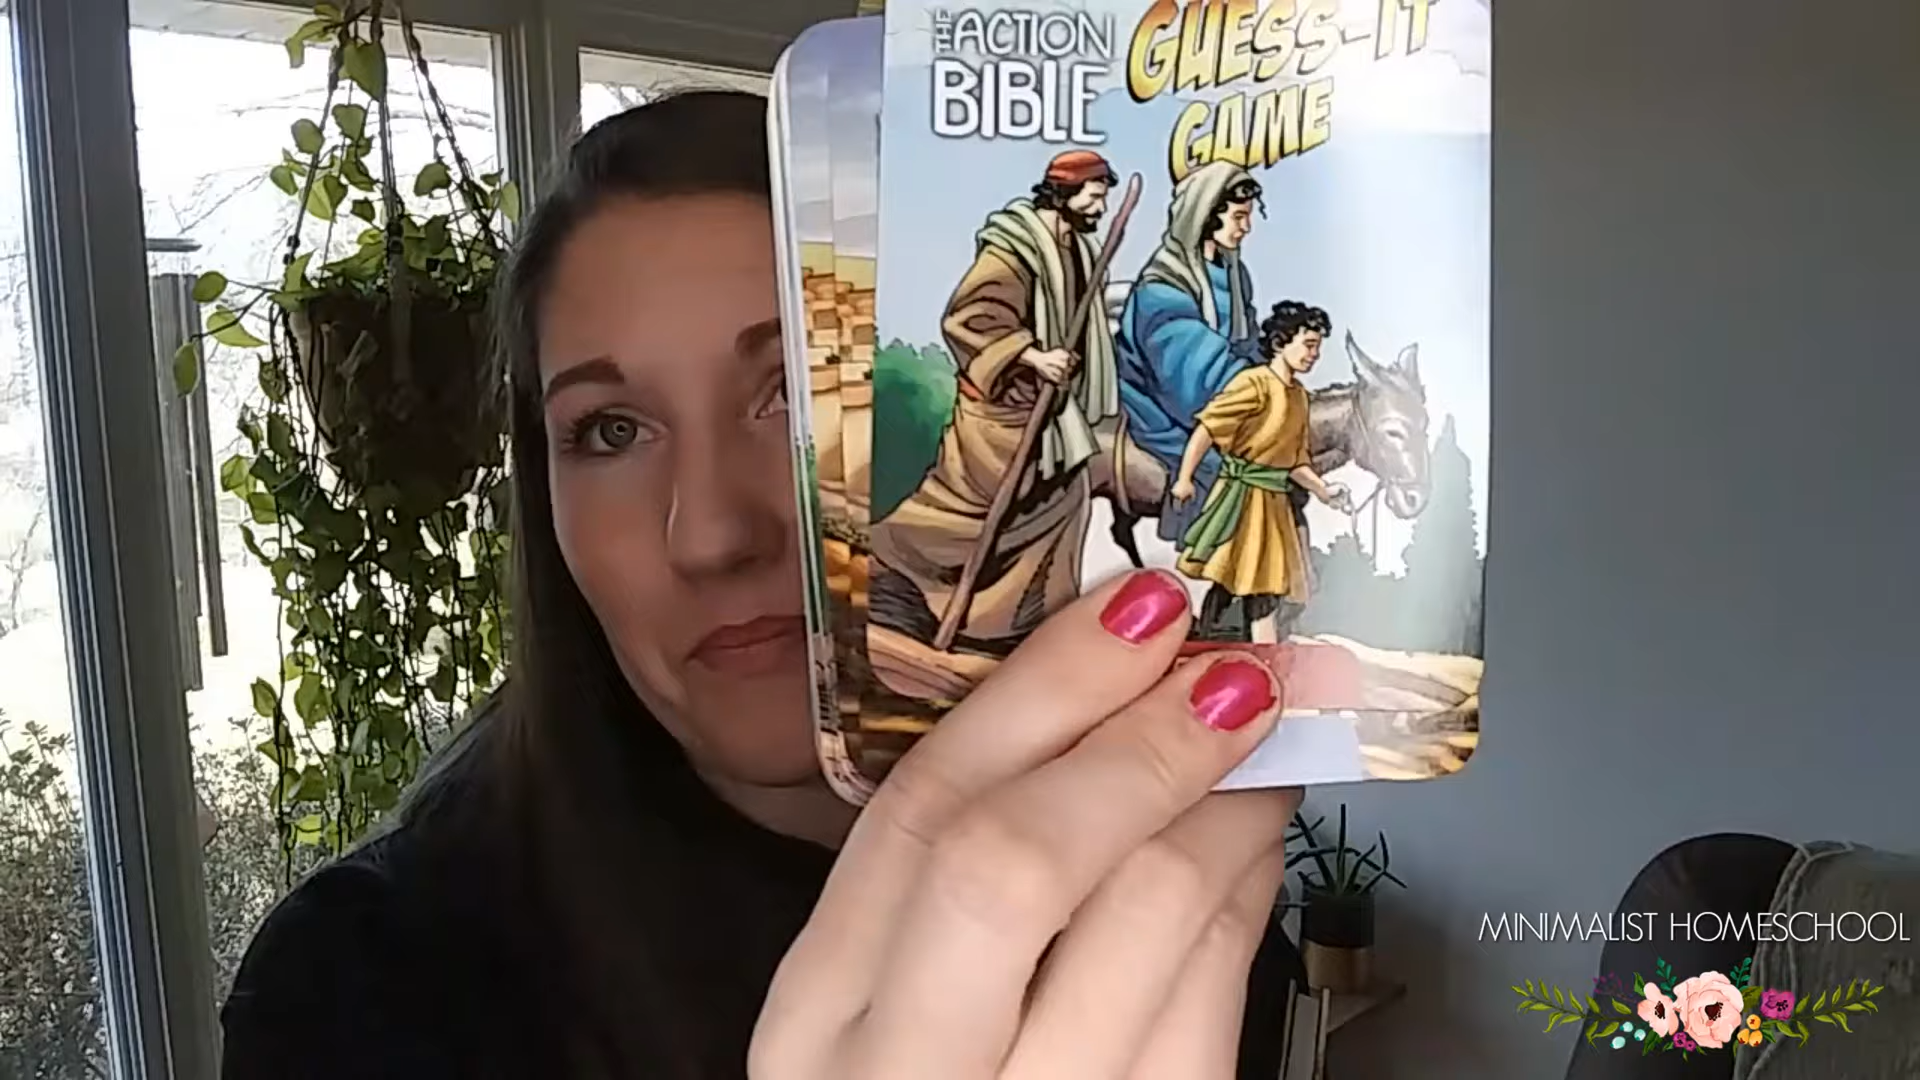 THE ACTION
BIBLE
GUESS-IT
GAME
MINIMALIST HOMESCHOOL